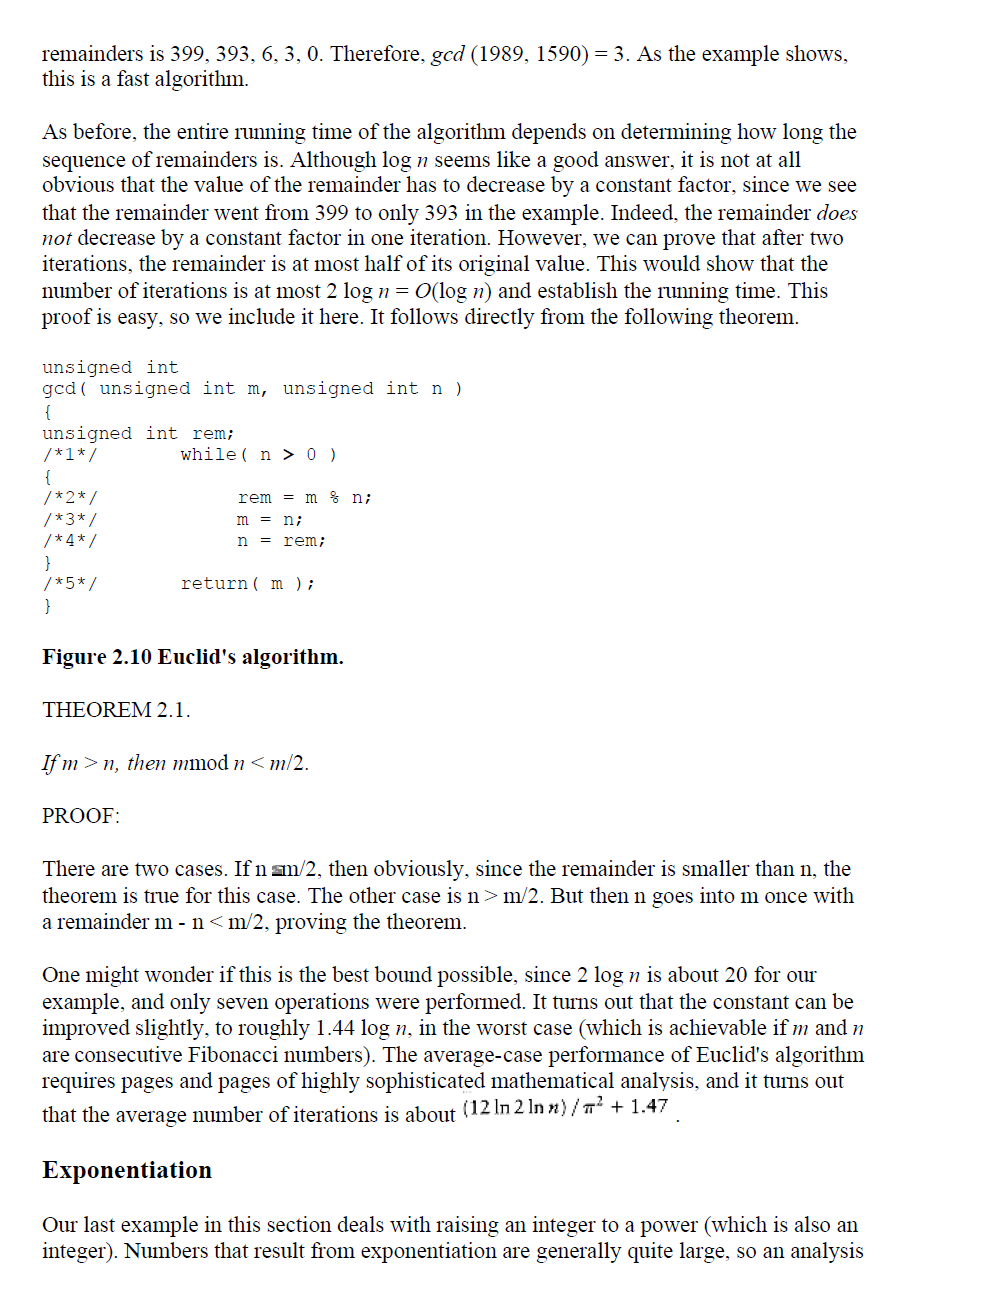 remainders is 399, 393, 6, 3, 0. Therefore, gcd (1989, 1590) = 3. As the example shows,
this is a fast algorithm.
As before, the entire running time of the algorithm depends on determining how long the
sequence of remainders is. Although log n seems like a good answer, it is not at all
obvious that the value of the remainder has to decrease by a constant factor, since we see
that the remainder went from 399 to only 393 in the example. Indeed, the remainder does
not decrease by a constant factor in one iteration. However, we can prove that after two
iterations, the remainder is at most half of its original value. This would show that the
number of iterations is at most 2 log n = O(log n) and establish the running time. This
proof is easy, so we include it here. It follows directly from the following theorem.
unsigned int
gcd( unsigned int m, unsigned int n )
{
unsigned int rem;
/*1*/ while( n > 0 )
{
/*2*/ rem = m % n;
/*3*/ m = n;
/*4*/ n = rem;
}
/*5*/ return( m );
}
Figure 2.10 Euclid's algorithm.
THEOREM 2.1.
If m > n, then mmod n < m/2.
PROOF:
There are two cases. If n m/2, then obviously, since the remainder is smaller than n, the
theorem is true for this case. The other case is n > m/2. But then n goes into m once with
a remainder m - n < m/2, proving the theorem.
One might wonder if this is the best bound possible, since 2 log n is about 20 for our
example, and only seven operations were performed. It turns out that the constant can be
improved slightly, to roughly 1.44 log n, in the worst case (which is achievable if m and n
are consecutive Fibonacci numbers). The average-case performance of Euclid's algorithm
requires pages and pages of highly sophisticated mathematical analysis, and it turns out
that the average number of iterations is about (12 ln 2 ln n) / π² + 1.47 .
Exponentiation
Our last example in this section deals with raising an integer to a power (which is also an
integer). Numbers that result from exponentiation are generally quite large, so an analysis